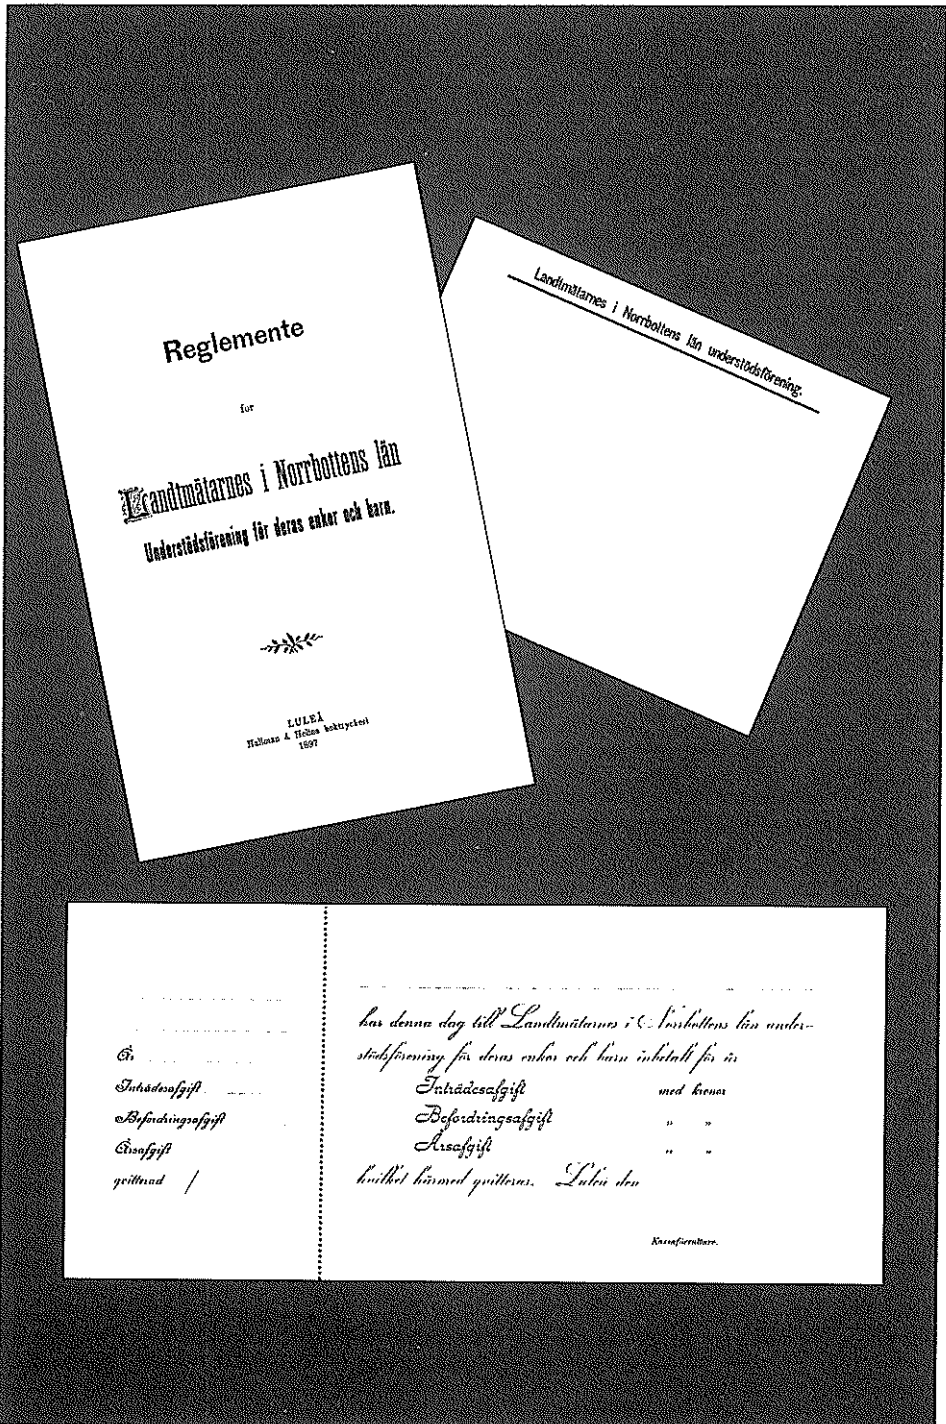 Reglemente
för
Landtmätarnes i Norrbottens län
Understödsförening för deras enkor och barn.
LULEÅ
Hellman & Helins boktryckeri
1897
Landtmätarnes i Norrbottens län understödsförening.
År
Inträdesafgift
Befordringsafgift
Årsafgift
qvitterad /
har denna dag till Landtmätarnes i Norrbottens län under-
stödsförening för deras enkor och barn inbetalt för år
Inträdesafgift med kronor
Befordringsafgift " "
Årsafgift " "
hvilket härmed qvitteras. Luleå den
Kassaförvaltare.